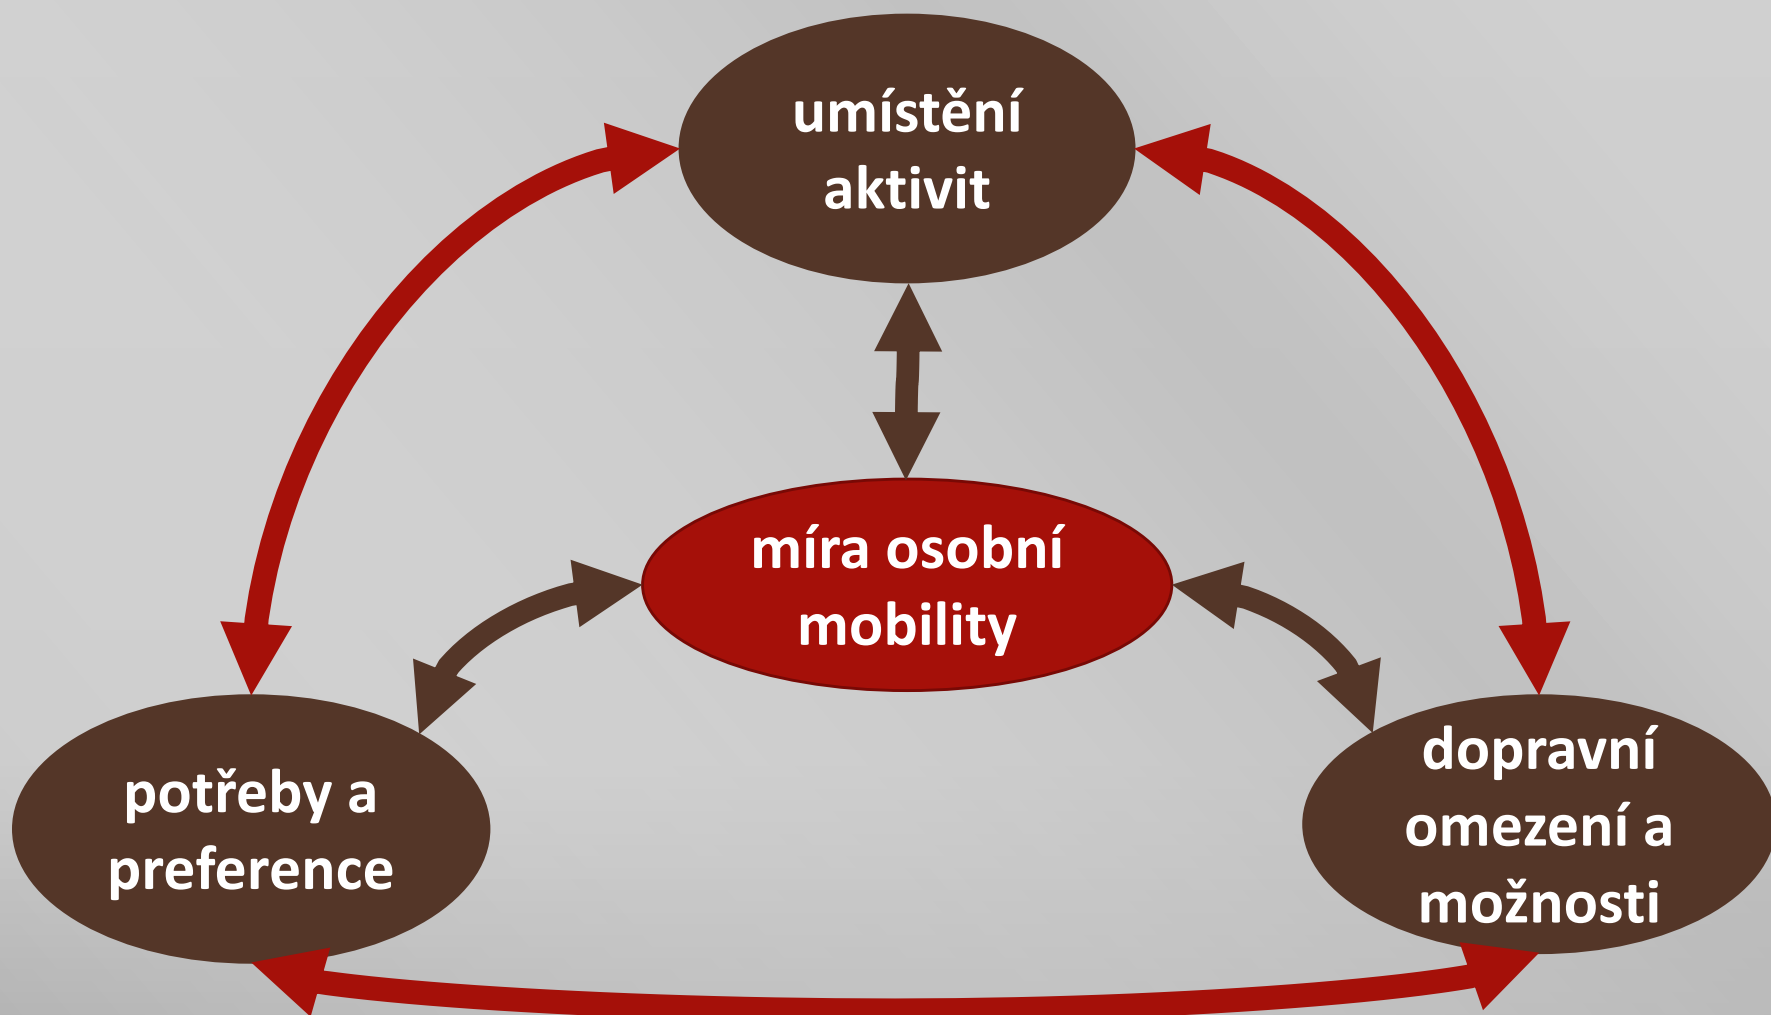 umístění
aktivit
míra osobní
mobility
potřeby a
preference
dopravní
omezení a
možnosti